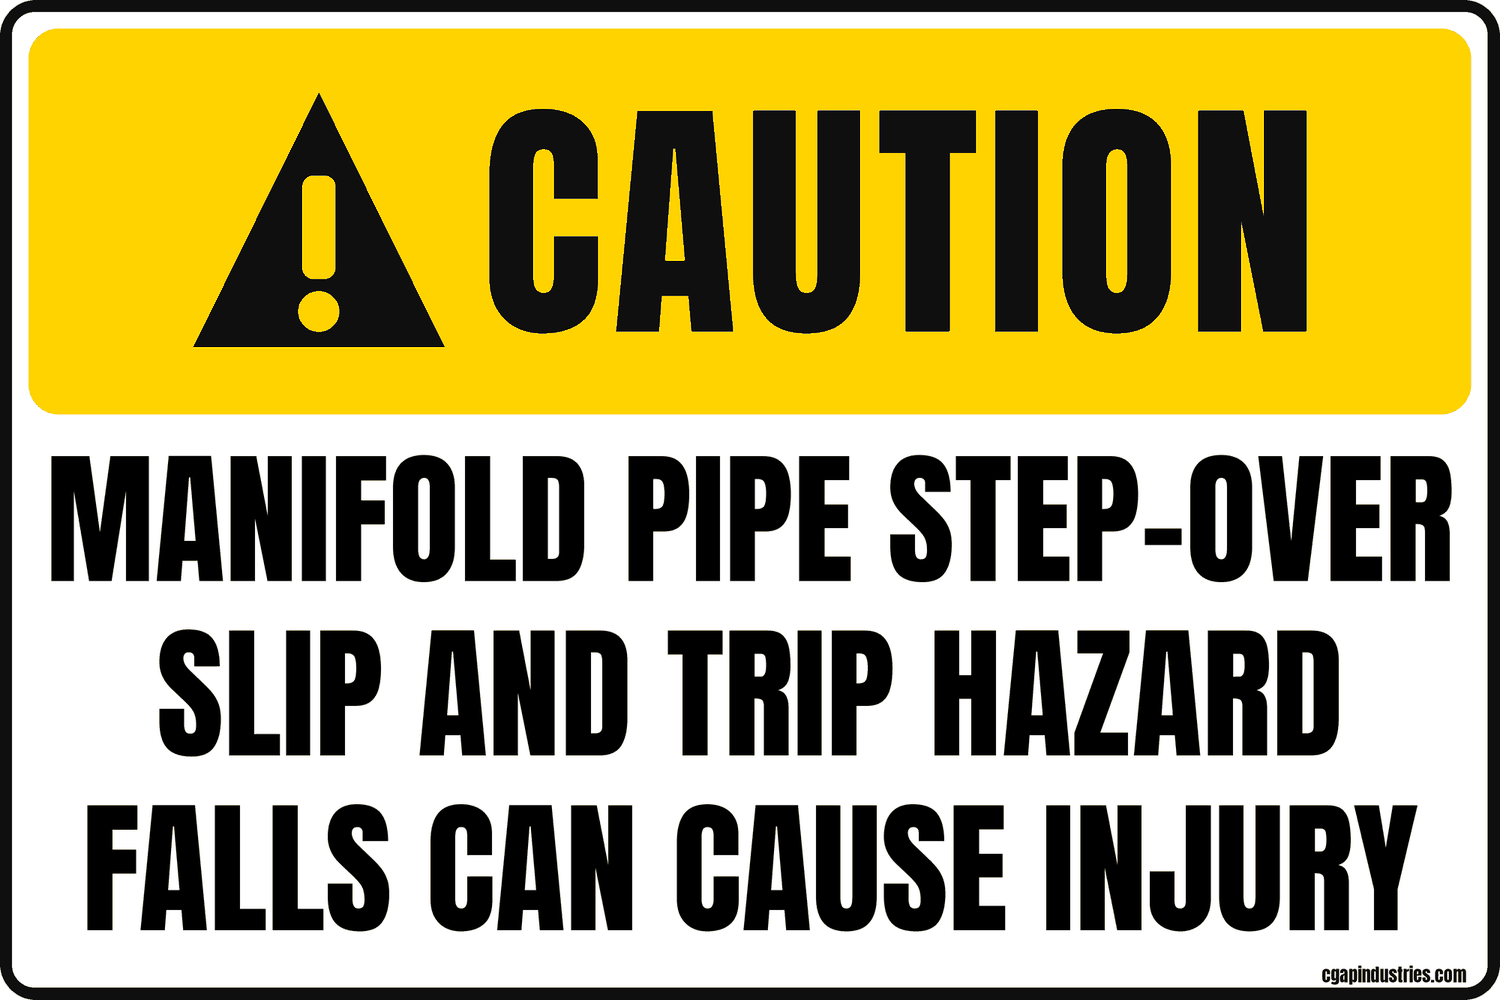 CAUTION
MANIFOLD PIPE STEP-OVER
SLIP AND TRIP HAZARD
FALLS CAN CAUSE INJURY
cgapindustries.com